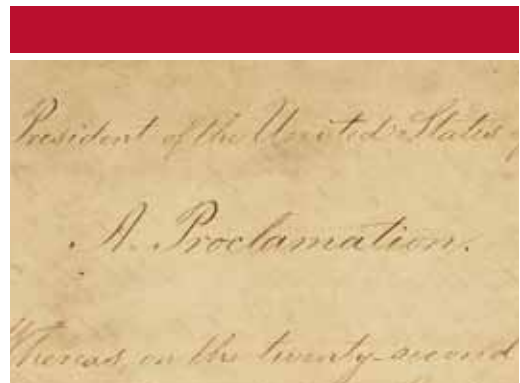 President of the United States
A Proclamation.
Whereas, on the twenty-second